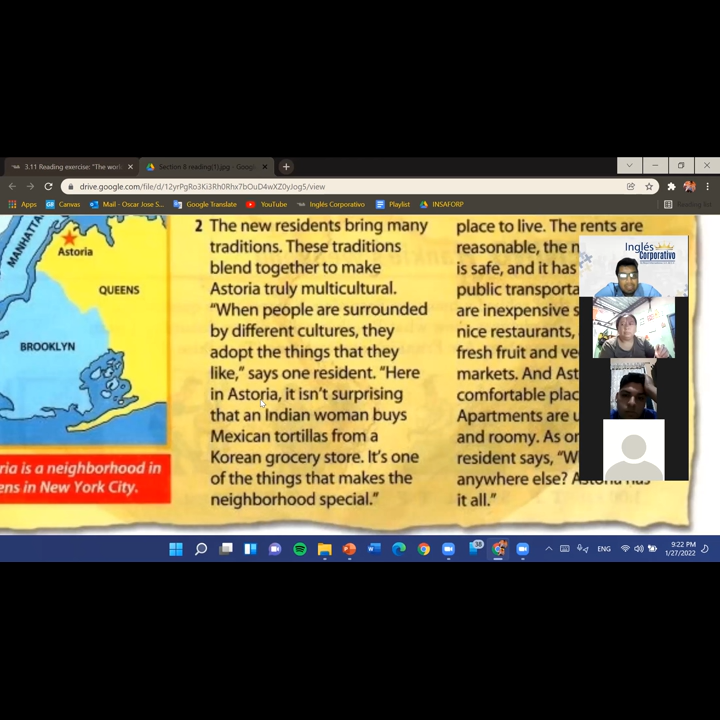 3.11 Reading exercise: "The worl
Section 8 reading(1).jpg - Goog
drive.google.com/file/d/12yrPgRo3Ki3Rh0Rhx7bOuD4wXZ0yJog5/view
Apps
Canvas
Mail - Oscar Jose S...
Google Translate
YouTube
Inglés Corporativo
Playlist
INSAFORP
Reading list
MANHATTA
Astoria
QUEENS
BROOKLYN
ria is a neighborhood in
ens in New York City.
2 The new residents bring many
traditions. These traditions
blend together to make
Astoria truly multicultural.
"When people are surrounded
by different cultures, they
adopt the things that they
like," says one resident. "Here
in Astoria, it isn't surprising
that an Indian woman buys
Mexican tortillas from a
Korean grocery store. It's one
of the things that makes the
neighborhood special."
place to live. The rents are
reasonable, the n
is safe, and it has
public transporta
are inexpensive s
nice restaurants,
fresh fruit and ve
markets. And Ast
comfortable plac
Apartments are u
and roomy. As or
resident says, "W
anywhere else? Astoria has
it all."
Inglés
Corporativo
38
ENG
9:22 PM
1/27/2022